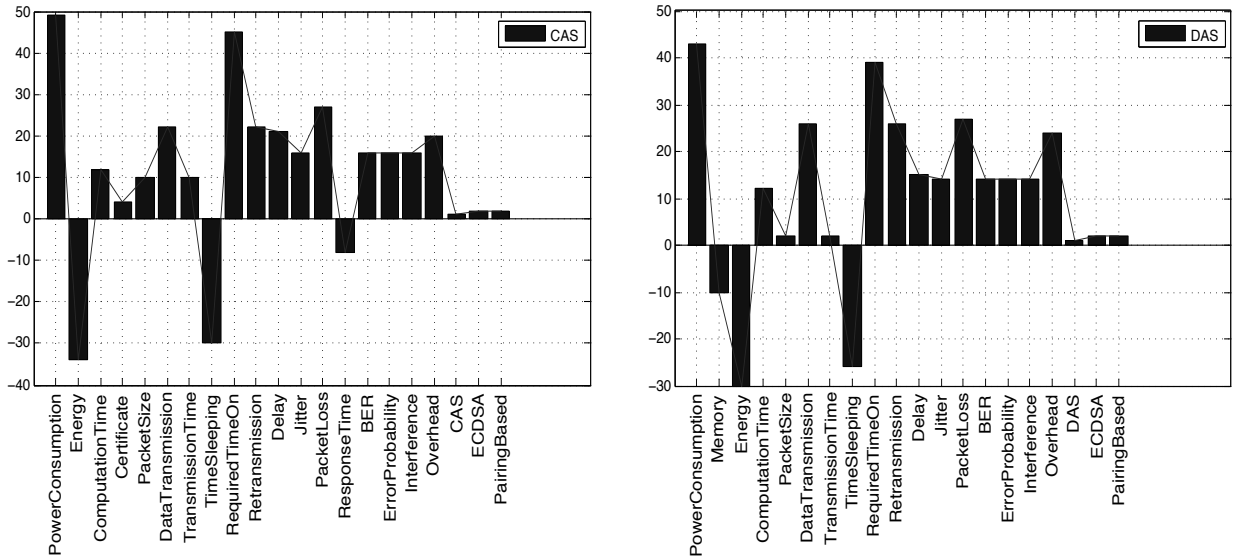 50
40
30
20
10
0
−10
−20
−30
−40
CAS
PowerConsumption
Energy
ComputationTime
Certificate
PacketSize
DataTransmission
TransmissionTime
TimeSleeping
RequiredTimeOn
Retransmission
Delay
Jitter
PacketLoss
ResponseTime
BER
ErrorProbability
Interference
Overhead
CAS
ECDSA
PairingBased
50
40
30
20
10
0
−10
−20
−30
DAS
PowerConsumption
Memory
Energy
ComputationTime
PacketSize
DataTransmission
TransmissionTime
TimeSleeping
RequiredTimeOn
Retransmission
Delay
Jitter
PacketLoss
BER
ErrorProbability
Interference
Overhead
DAS
ECDSA
PairingBased